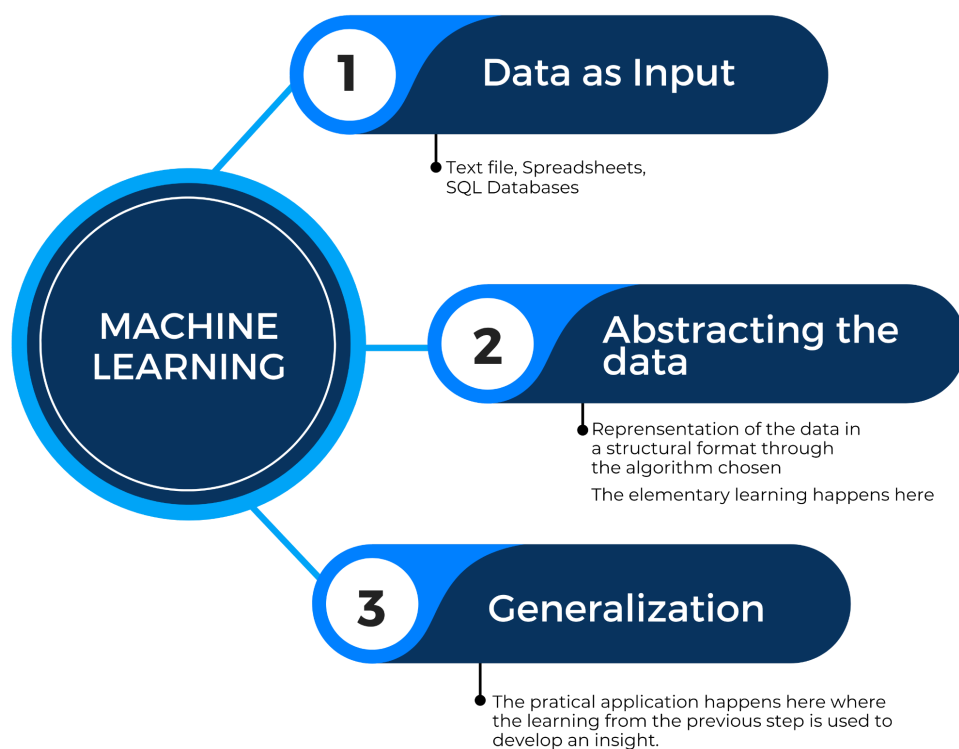 1
Data as Input
Text file, Spreadsheets,
SQL Databases
MACHINE
LEARNING
2
Abstracting the
data
Reprensentation of the data in
a structural format through
the algorithm chosen
The elementary learning happens here
3
Generalization
The pratical application happens here where
the learning from the previous step is used to
develop an insight.